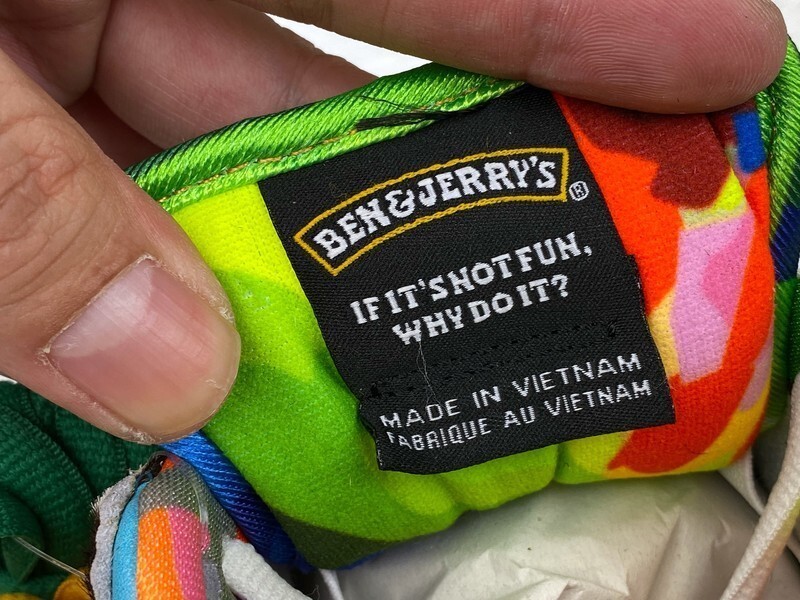 BEN&JERRY'S®
IF IT'S NOT FUN,
WHY DO IT?
MADE IN VIETNAM
FABRIQUE AU VIETNAM